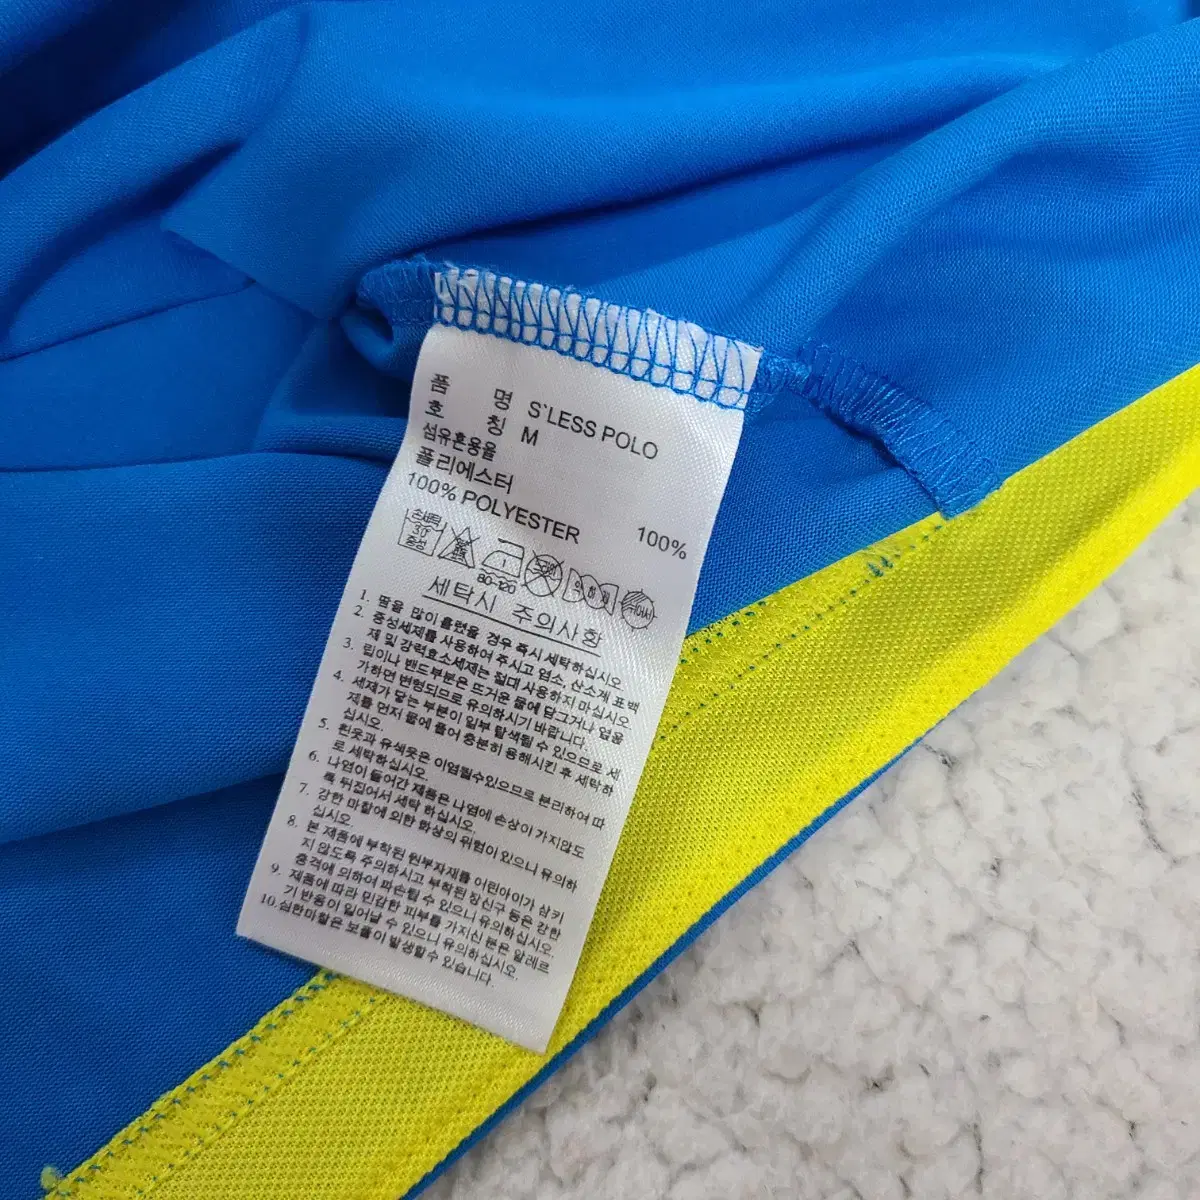 품 명 S`LESS POLO
호 칭 M
섬유혼용율
폴리에스터 100%
100% POLYESTER
80-120
세탁시 주의사항
1. 땀을 많이 흘렸을 경우 즉시 세탁하십시오.
2. 중성세제를 사용하여 주시고 염소, 산소계 표백
제 및 강력효소세제는 절대 사용하지 마십시오
3. 립이나 밴드부분은 뜨거운 물에 담그거나 열을
가하면 변형되므로 유의하시기 바랍니다.
4. 세제가 닿는 부분이 일부 탈색될 수 있으므로 세
제를 먼저 물에 풀어 충분히 용해시킨 후 세탁하
십시오.
5. 흰옷과 유색옷은 이염될수있으므로 분리하여 따
로 세탁하십시오.
6. 나염이 들어간 제품은 나염에 손상이 가지않도
록 뒤집어서 세탁 하십시오.
7. 강한 마찰에 의한 화상의 위험이 있으니 유의하
십시오.
8. 본 제품에 부착된 원부자재를 어린아이가 삼키
지 않도록 주의하시고 부착된 장신구 등은 강한
충격에 의하여 파손될 수 있으니 유의하십시오.
9. 제품에 따라 민감한 피부를 가지신 분은 알레르
기 반응이 일어날 수 있으니 유의하십시오.
10.심한마찰은 보풀이 발생될수 있습니다.